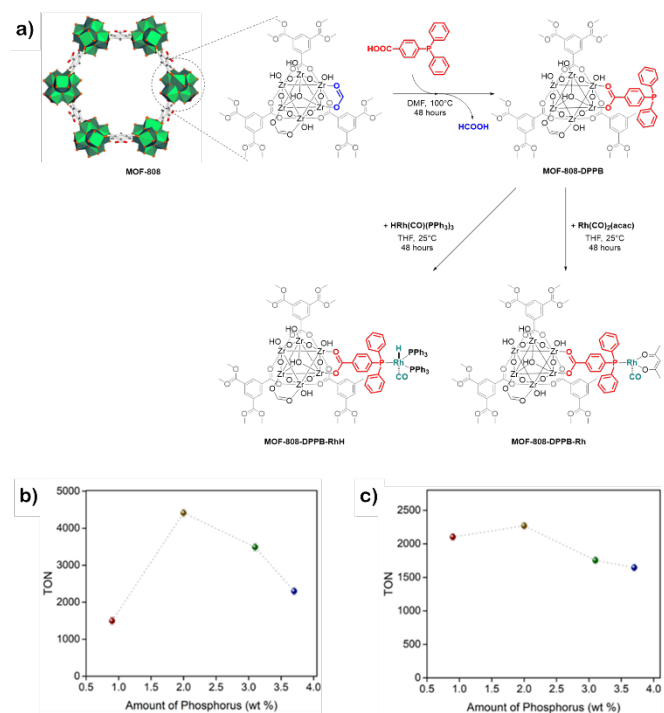 a)
MOF-808
HOOC
P
DMF, 100°C
48 hours
HCOOH
MOF-808-DPPB
+ HRh(CO)(PPh3)3
THF, 25°C
48 hours
+ Rh(CO)2(acac)
THF, 25°C
48 hours
H
PPh3
Rh
PPh3
CO
MOF-808-DPPB-RhH
P
Rh
CO
MOF-808-DPPB-Rh
b)
TON
5000
4000
3000
2000
1000
0
0.5 1.0 1.5 2.0 2.5 3.0 3.5 4.0
Amount of Phosphorus (wt %)
c)
TON
2500
2000
1500
1000
500
0
0.5 1.0 1.5 2.0 2.5 3.0 3.5 4.0
Amount of Phosphorus (wt %)